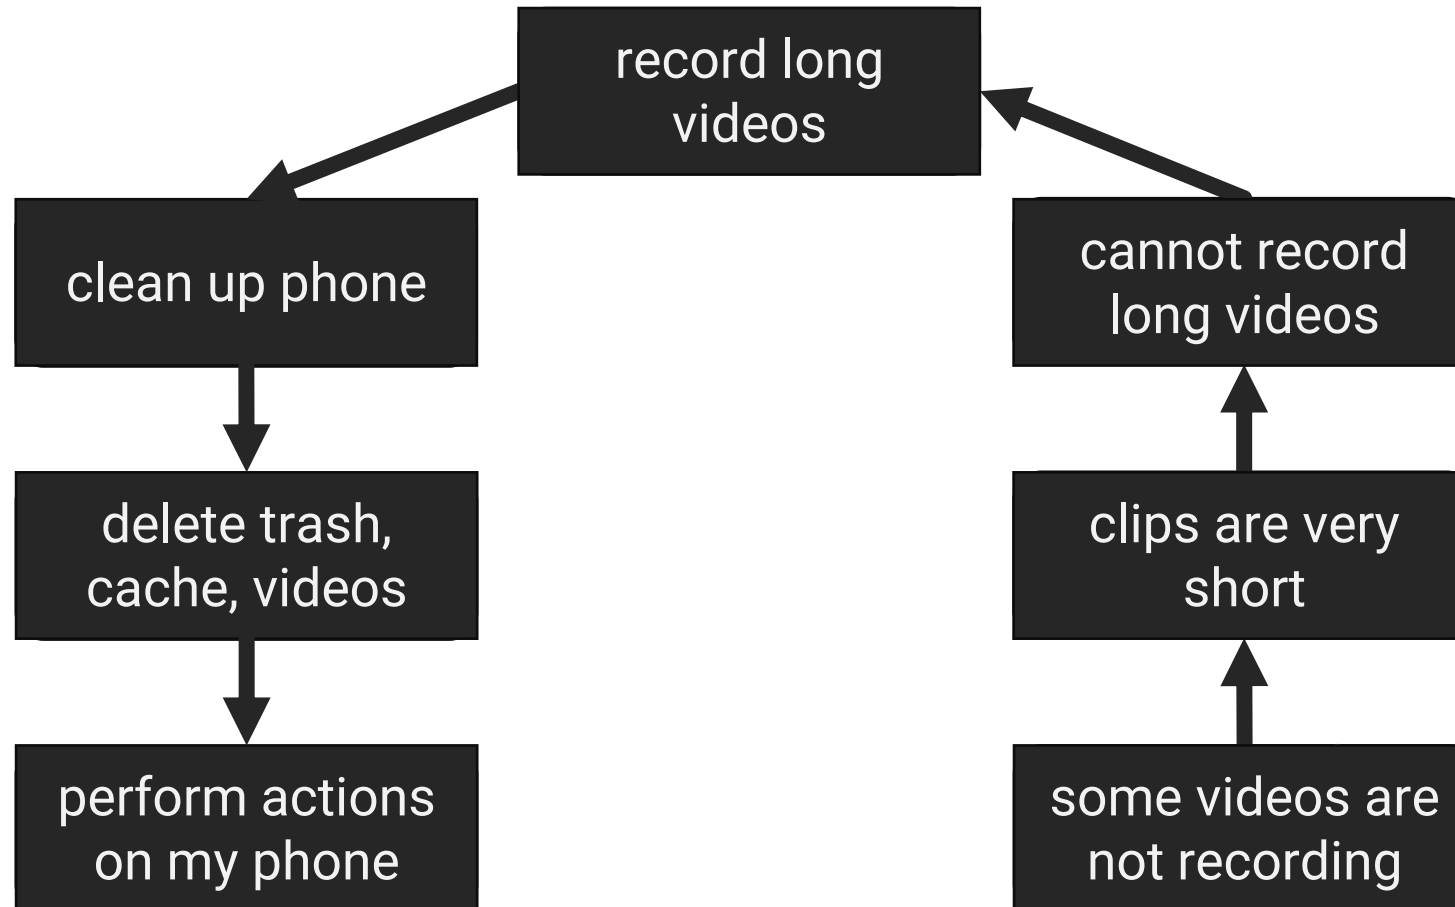 record long
videos
clean up phone
cannot record
long videos
delete trash,
cache, videos
clips are very
short
perform actions
on my phone
some videos are
not recording